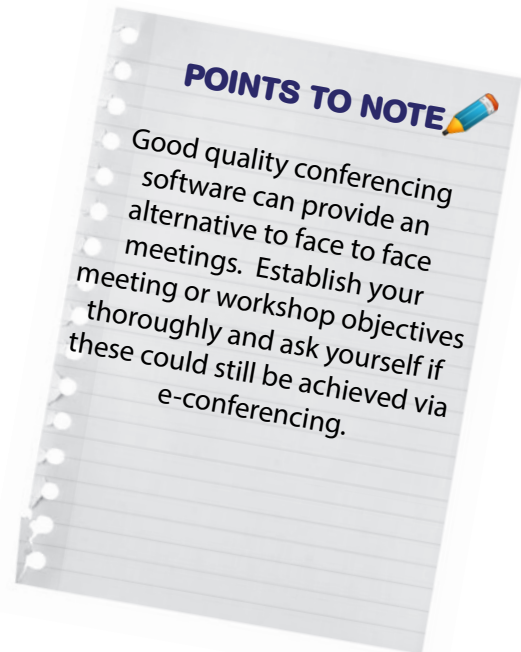 POINTS TO NOTE
Good quality conferencing
software can provide an
alternative to face to face
meetings.  Establish your
meeting or workshop objectives
thoroughly and ask yourself if
these could still be achieved via
e-conferencing.